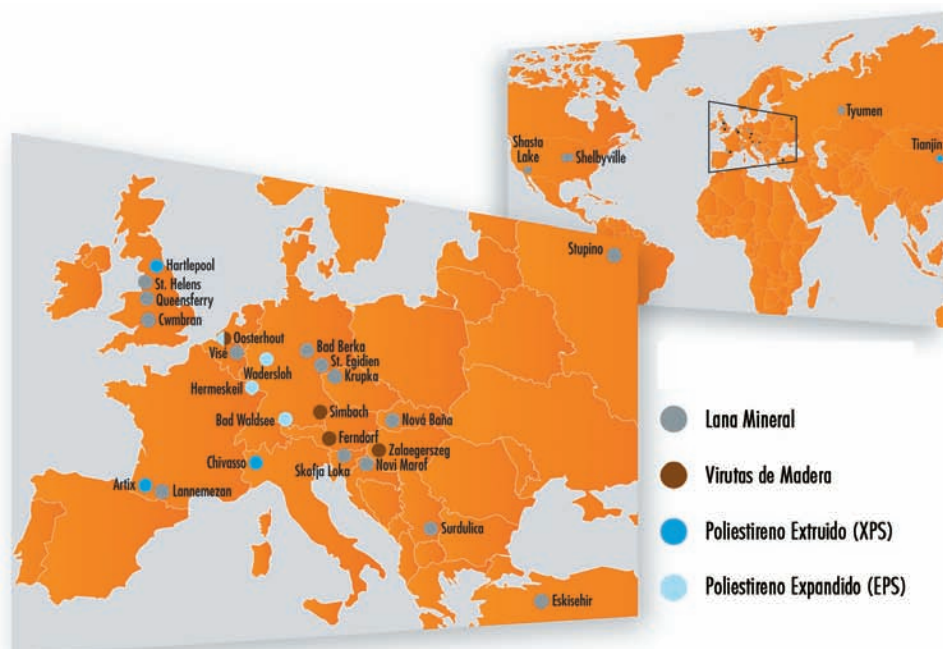 Shasta
Lake
Shelbyville
Tyumen
Tianjin
Stupino
Hartlepool
St. Helens
Queensferry
Cwmbran
Oosterhout
Visé
Wadersloh
Hermeskeil
Bad Waldsee
Bad Berka
St. Egidien
Krupka
Simbach
Ferndorf
Nová Baña
Zalaegerszeg
Skofja Loka
Novi Marof
Chivasso
Artix
Lannemezan
Surdulica
Eskisehir
Lana Mineral
Virutas de Madera
Poliestireno Extruido (XPS)
Poliestireno Expandido (EPS)